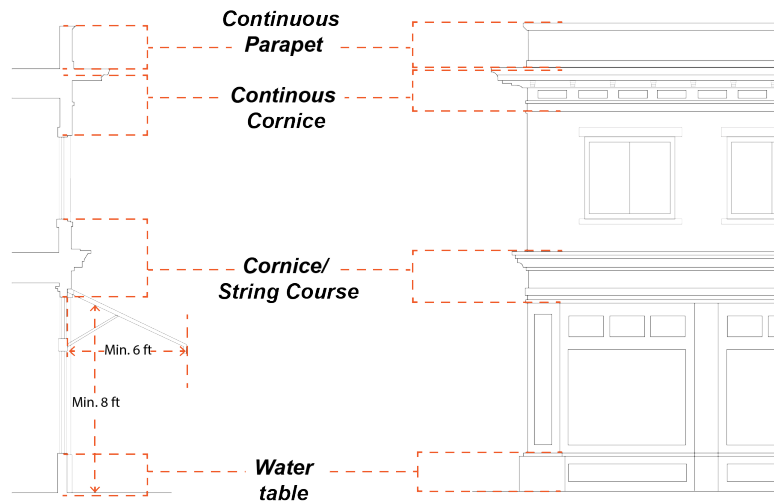 Continuous
Parapet
Continous
Cornice
Cornice/
String Course
Min. 6 ft
Min. 8 ft
Water
table